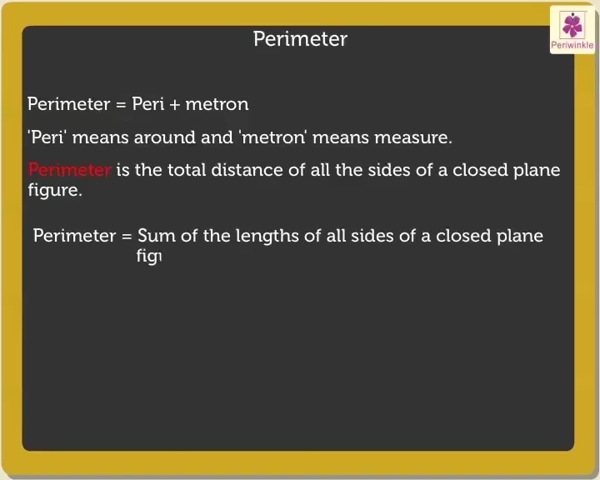 Perimeter
Periwinkle
Perimeter = Peri + metron
'Peri' means around and 'metron' means measure.
Perimeter is the total distance of all the sides of a closed plane
figure.
Perimeter = Sum of the lengths of all sides of a closed plane